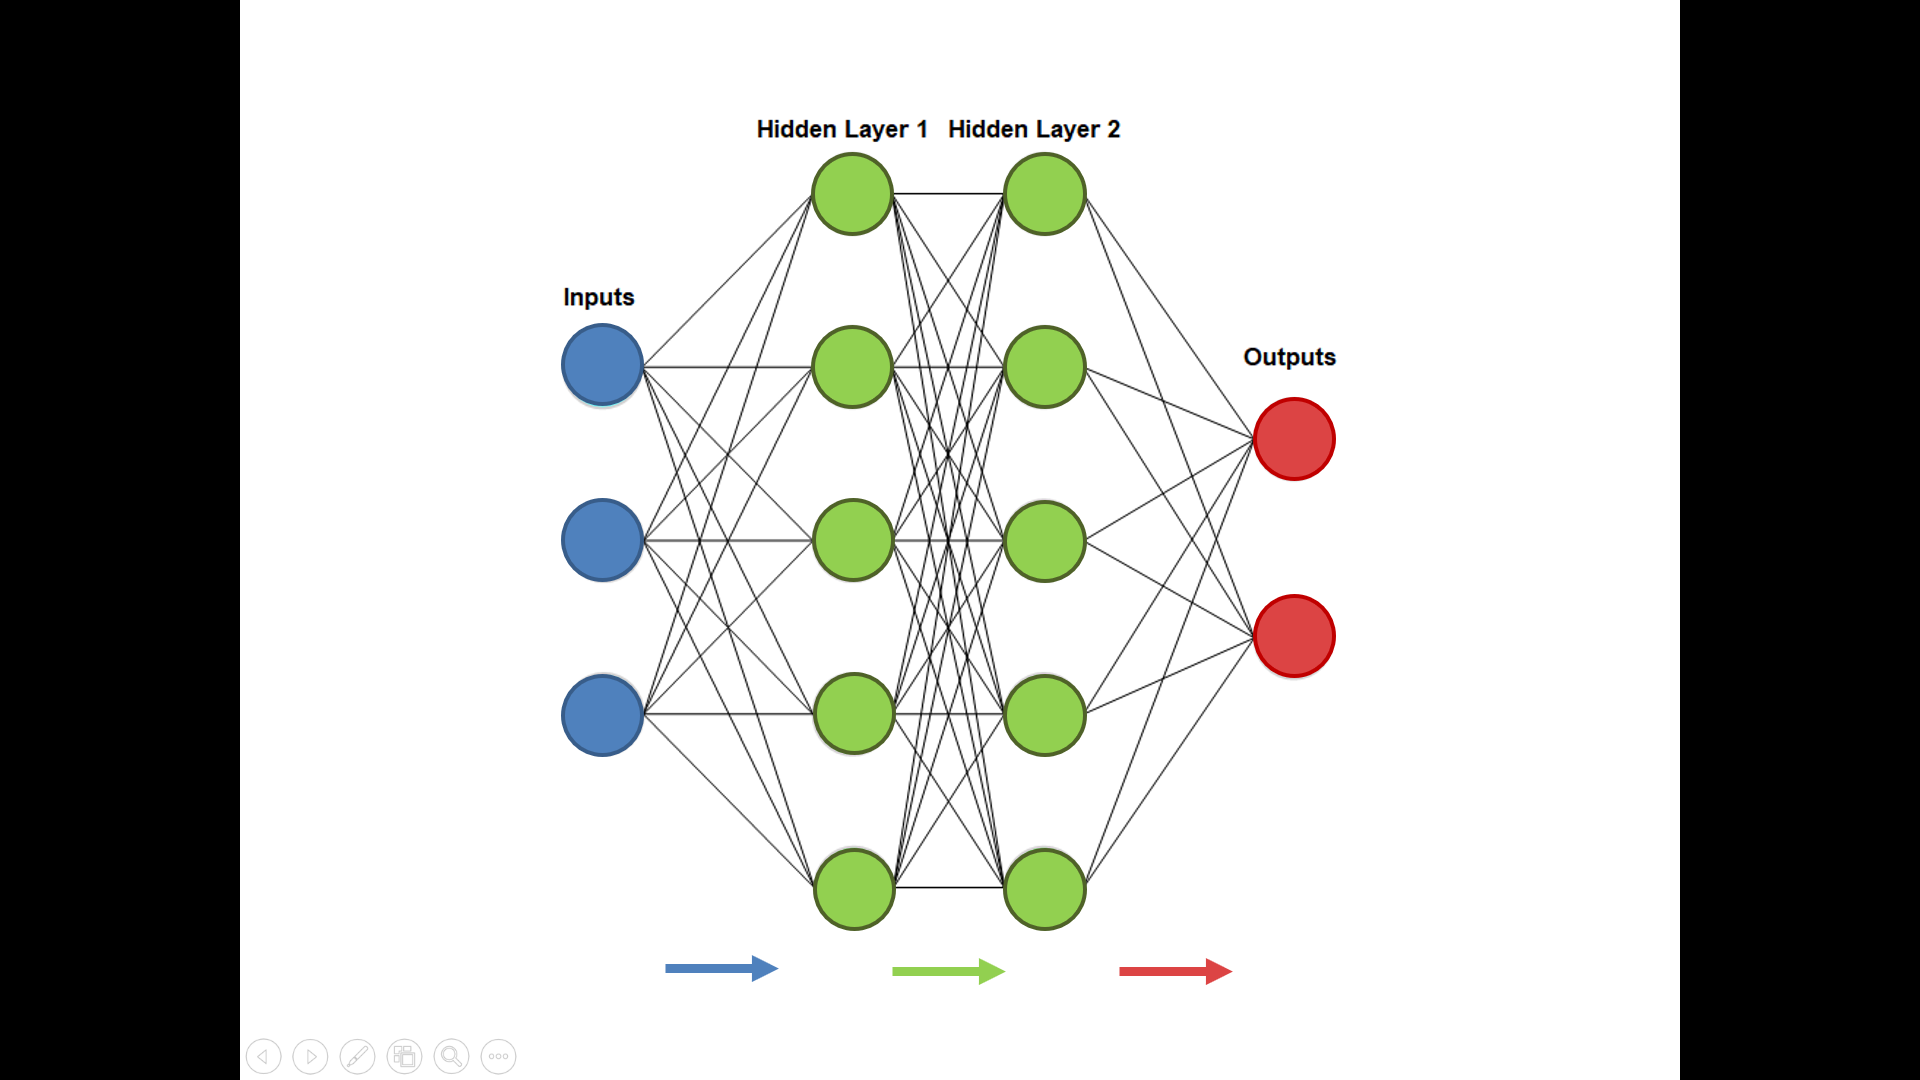 Hidden Layer 1
Hidden Layer 2
Inputs
Outputs